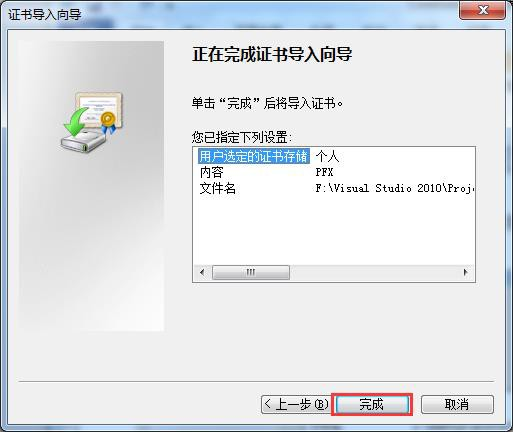 证书导入向导
正在完成证书导入向导
单击“完成”后将导入证书。
您已指定下列设置:
用户选定的证书存储 个人
内容 PFX
文件名 F:\Visual Studio 2010\Proje
< 上一步(B) 完成 取消